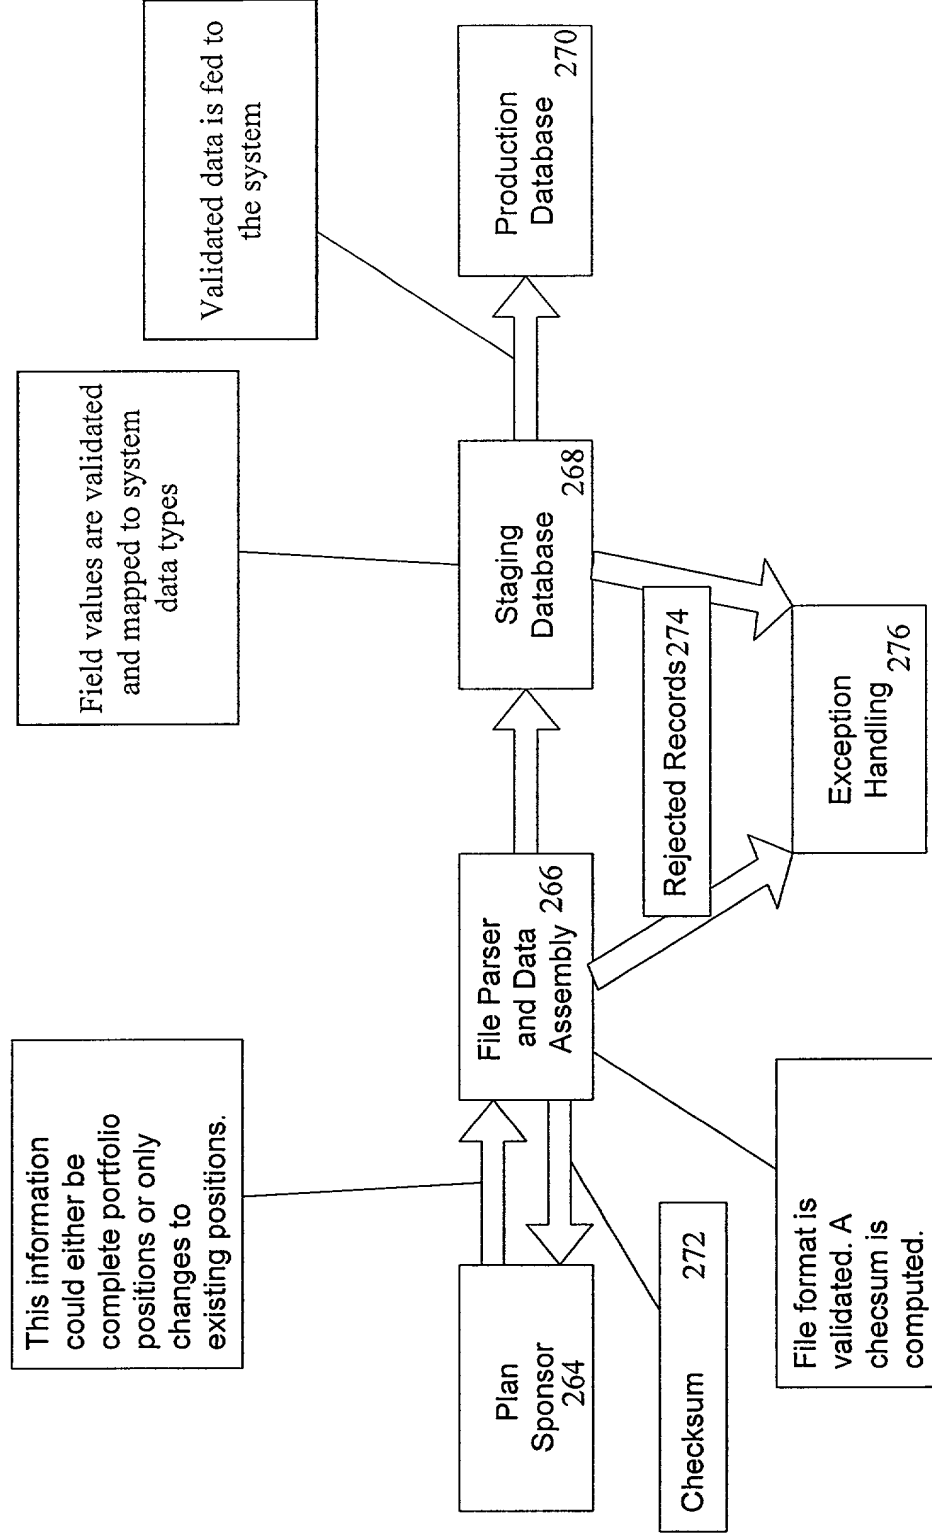 This information
could either be
complete portfolio
positions or only
changes to
existing positions.
Field values are validated
and mapped to system
data types
Validated data is fed to
the system
Plan
Sponsor
264
File Parser
and Data
Assembly 266
Staging
Database
268
Production
Database
270
Checksum 272
Rejected Records274
File format is
validated. A
checsum is
computed.
Exception
Handling
276